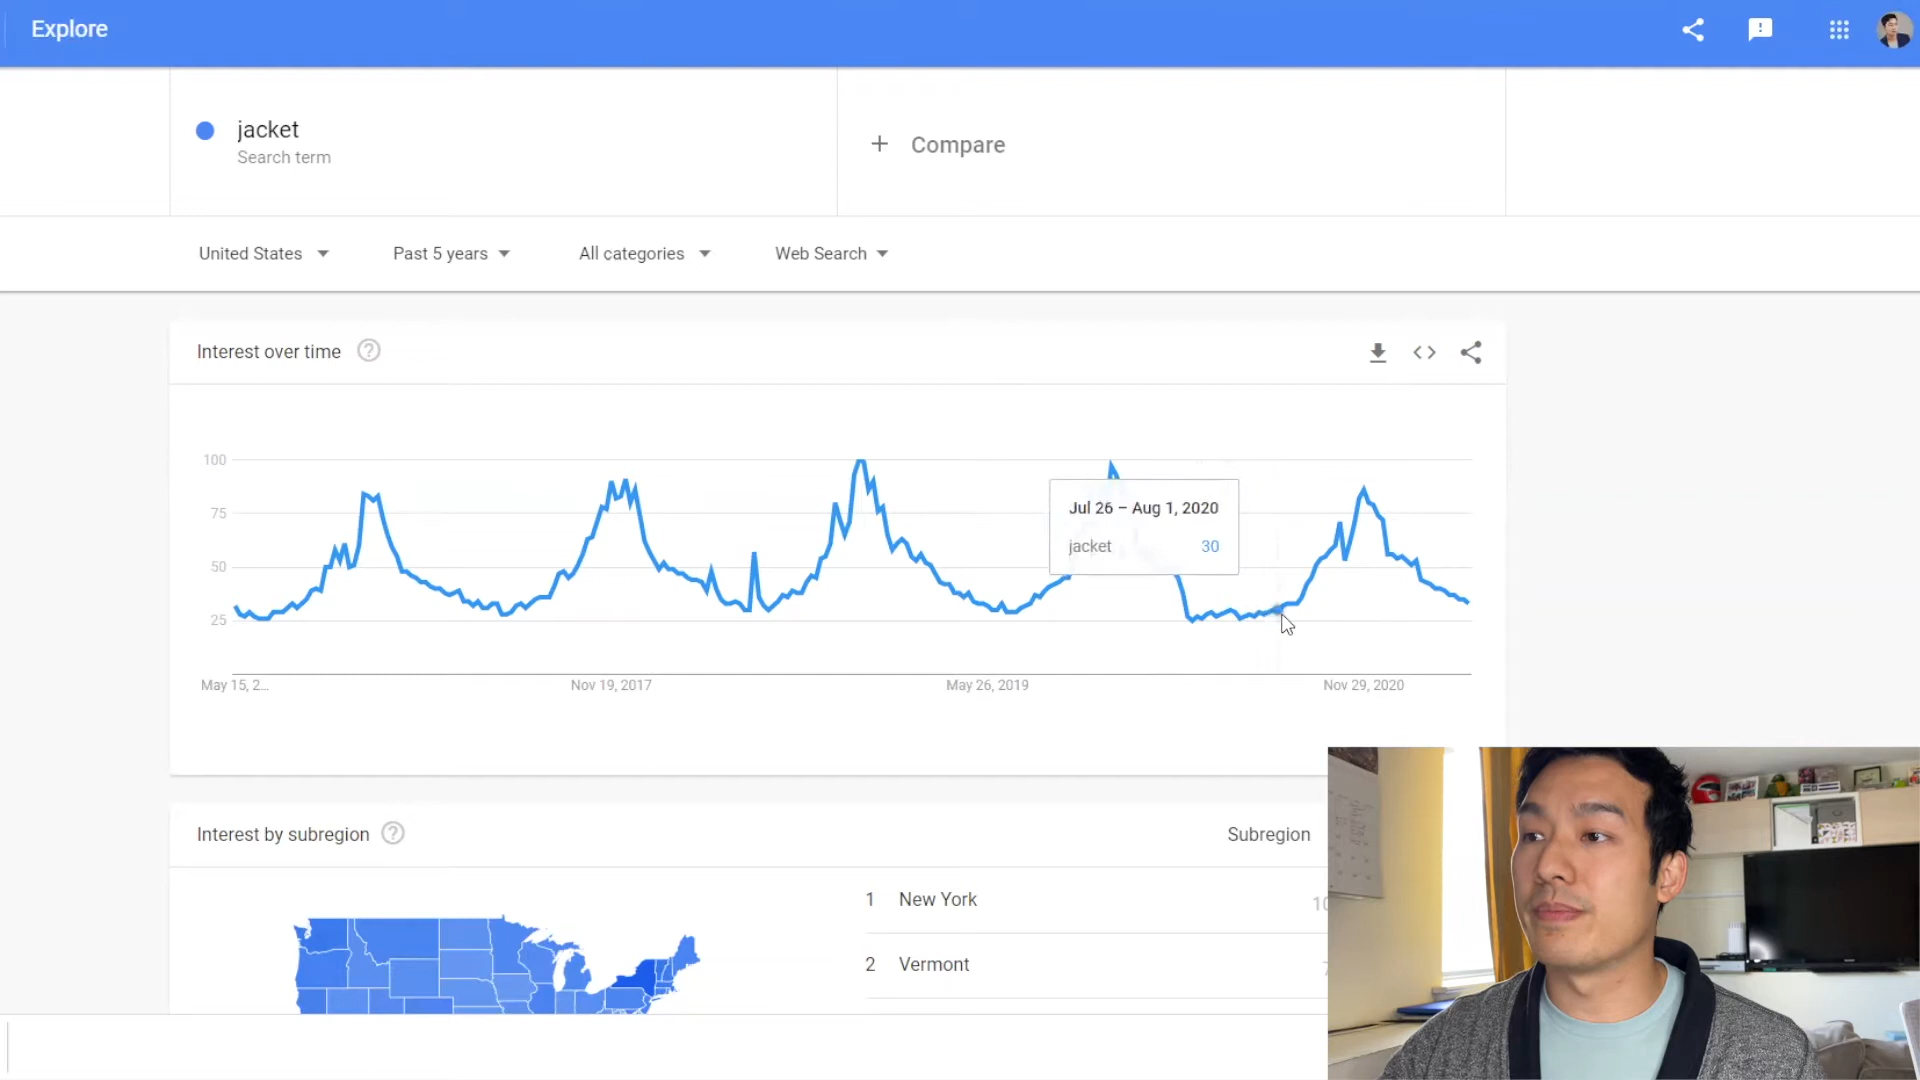 Explore
jacket
Search term
+ Compare
United States
Past 5 years
All categories
Web Search
Interest over time
100
75
50
25
Jul 26 – Aug 1, 2020
jacket 30
May 15, 2...
Nov 19, 2017
May 26, 2019
Nov 29, 2020
Interest by subregion
Subregion
1 New York
2 Vermont